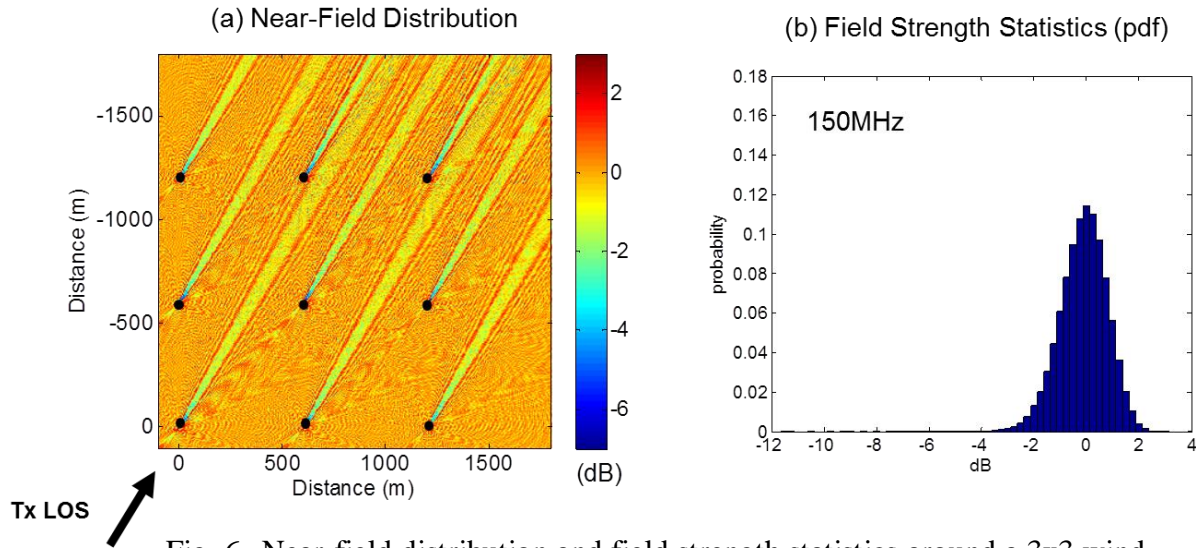 (a) Near-Field Distribution
-1500
-1000
-500
0
Distance (m)
0 500 1000 1500
Distance (m)
2
0
-2
-4
-6
(dB)
Tx LOS
(b) Field Strength Statistics (pdf)
150MHz
0.18
0.16
0.14
0.12
0.1
0.08
0.06
0.04
0.02
0
probability
-12 -10 -8 -6 -4 -2 0 2 4
dB
Fig. 6. Near-field distribution and field strength statistics around a 3x3 wind